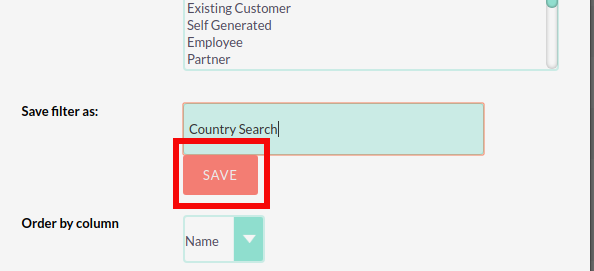 Existing Customer
Self Generated
Employee
Partner
Save filter as:
Country Search
SAVE
Order by column
Name